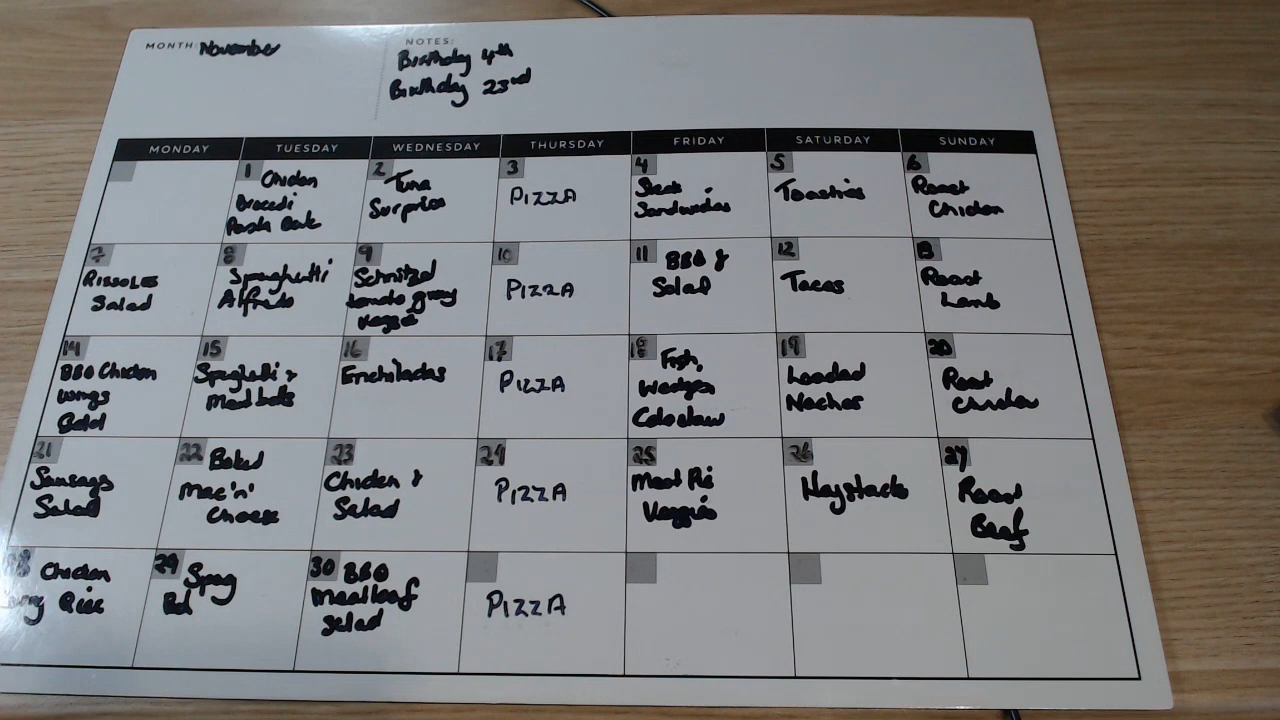 MONTH: November
NOTES:
Birthday 4th
Birthday 23rd
MONDAY TUESDAY WEDNESDAY THURSDAY FRIDAY SATURDAY SUNDAY
1 Chicken
Broccoli
Pasta Bake
2 Tuna
Surprise
3
PIZZA
4
Steak
Sandwiches
5
Toasties
6
Roast
Chicken
7
RISSOLES
Salad
8
Spaghetti
Alfredo
9
Schnitzel
tomato gravy
veggie
10
PIZZA
11 BBQ &
Salad
12
Tacos
13
Roast
Lamb
14
BBQ Chicken
wings
Salad
15
Spaghetti &
Meatballs
16
Enchiladas
17
PIZZA
18 Fish,
Wedges
Coleslaw
19
Loaded
Nachos
20
Roast
Chicken
21
Sausages
Salad
22 Baked
Mac 'n'
Cheese
23
Chicken &
Salad
24
PIZZA
25
Meat Pie
Veggies
26
Haystacks
27
Roast
Beef
28 Chicken
Rice
29 Spag
Bol
30 BBQ
Meatloaf
Salad
PIZZA